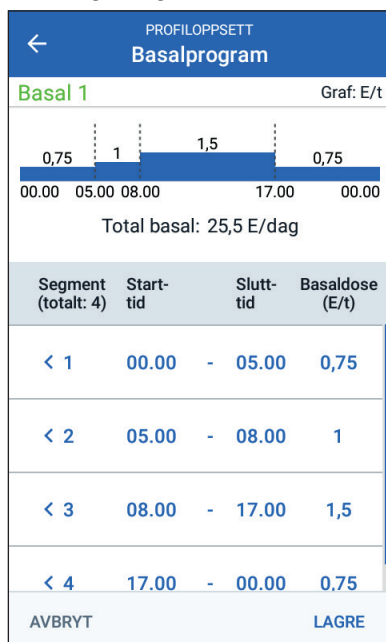 PROFILOPPSETT
Basalprogram
Basal 1 Graf: E/t
0,75 1 1,5 0,75
00.00 05.00 08.00 17.00 00.00
Total basal: 25,5 E/dag
Segment Start- Slutt- Basaldose
(totalt: 4) tid tid (E/t)
< 1 00.00 - 05.00 0,75
< 2 05.00 - 08.00 1
< 3 08.00 - 17.00 1,5
< 4 17.00 - 00.00 0,75
AVBRYT LAGRE